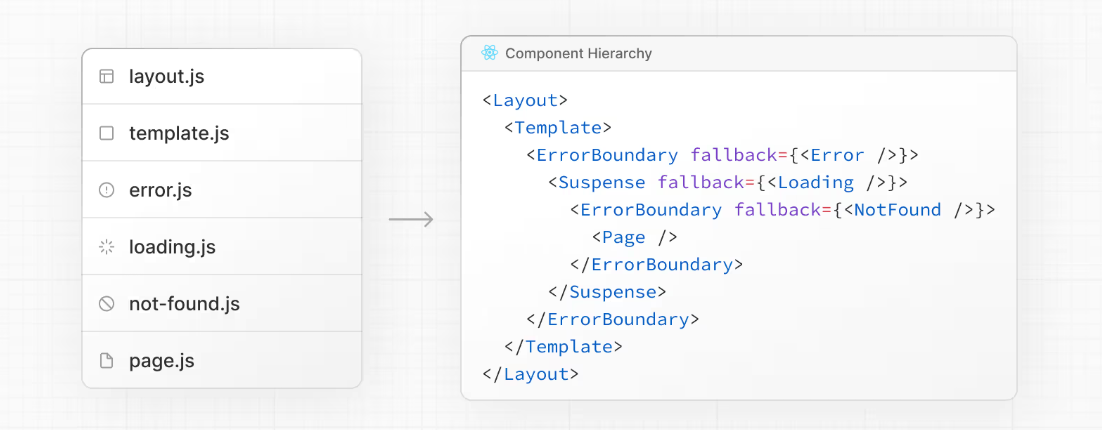 layout.js
template.js
error.js
loading.js
not-found.js
page.js
Component Hierarchy
<Layout>
  <Template>
    <ErrorBoundary fallback={<Error />}>
      <Suspense fallback={<Loading />}>
        <ErrorBoundary fallback={<NotFound />}>
          <Page />
        </ErrorBoundary>
      </Suspense>
    </ErrorBoundary>
  </Template>
</Layout>